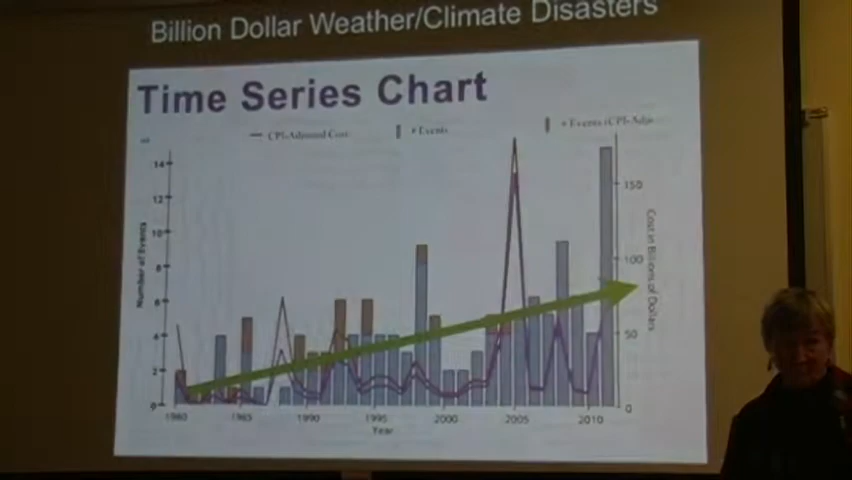 Billion Dollar Weather/Climate Disasters
Time Series Chart
CPI-Adjusted Cost
# Events
# Events (CPI-Adj)
14
12
10
8
6
4
2
0
Number of Events
150
100
50
0
Cost in Billions of Dollars
1980
1985
1990
1995
2000
2005
2010
Year